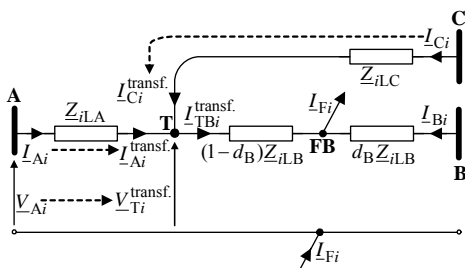 C
I_Ci
Z_iLC
I_Ci^transf.
A
Z_iLA
T
I_TBi^transf.
I_Fi
I_Bi
I_Ai
I_Ai^transf.
(1–d_B)Z_iLB
FB
d_B Z_iLB
B
V_Ai
V_Ti^transf.
I_Fi